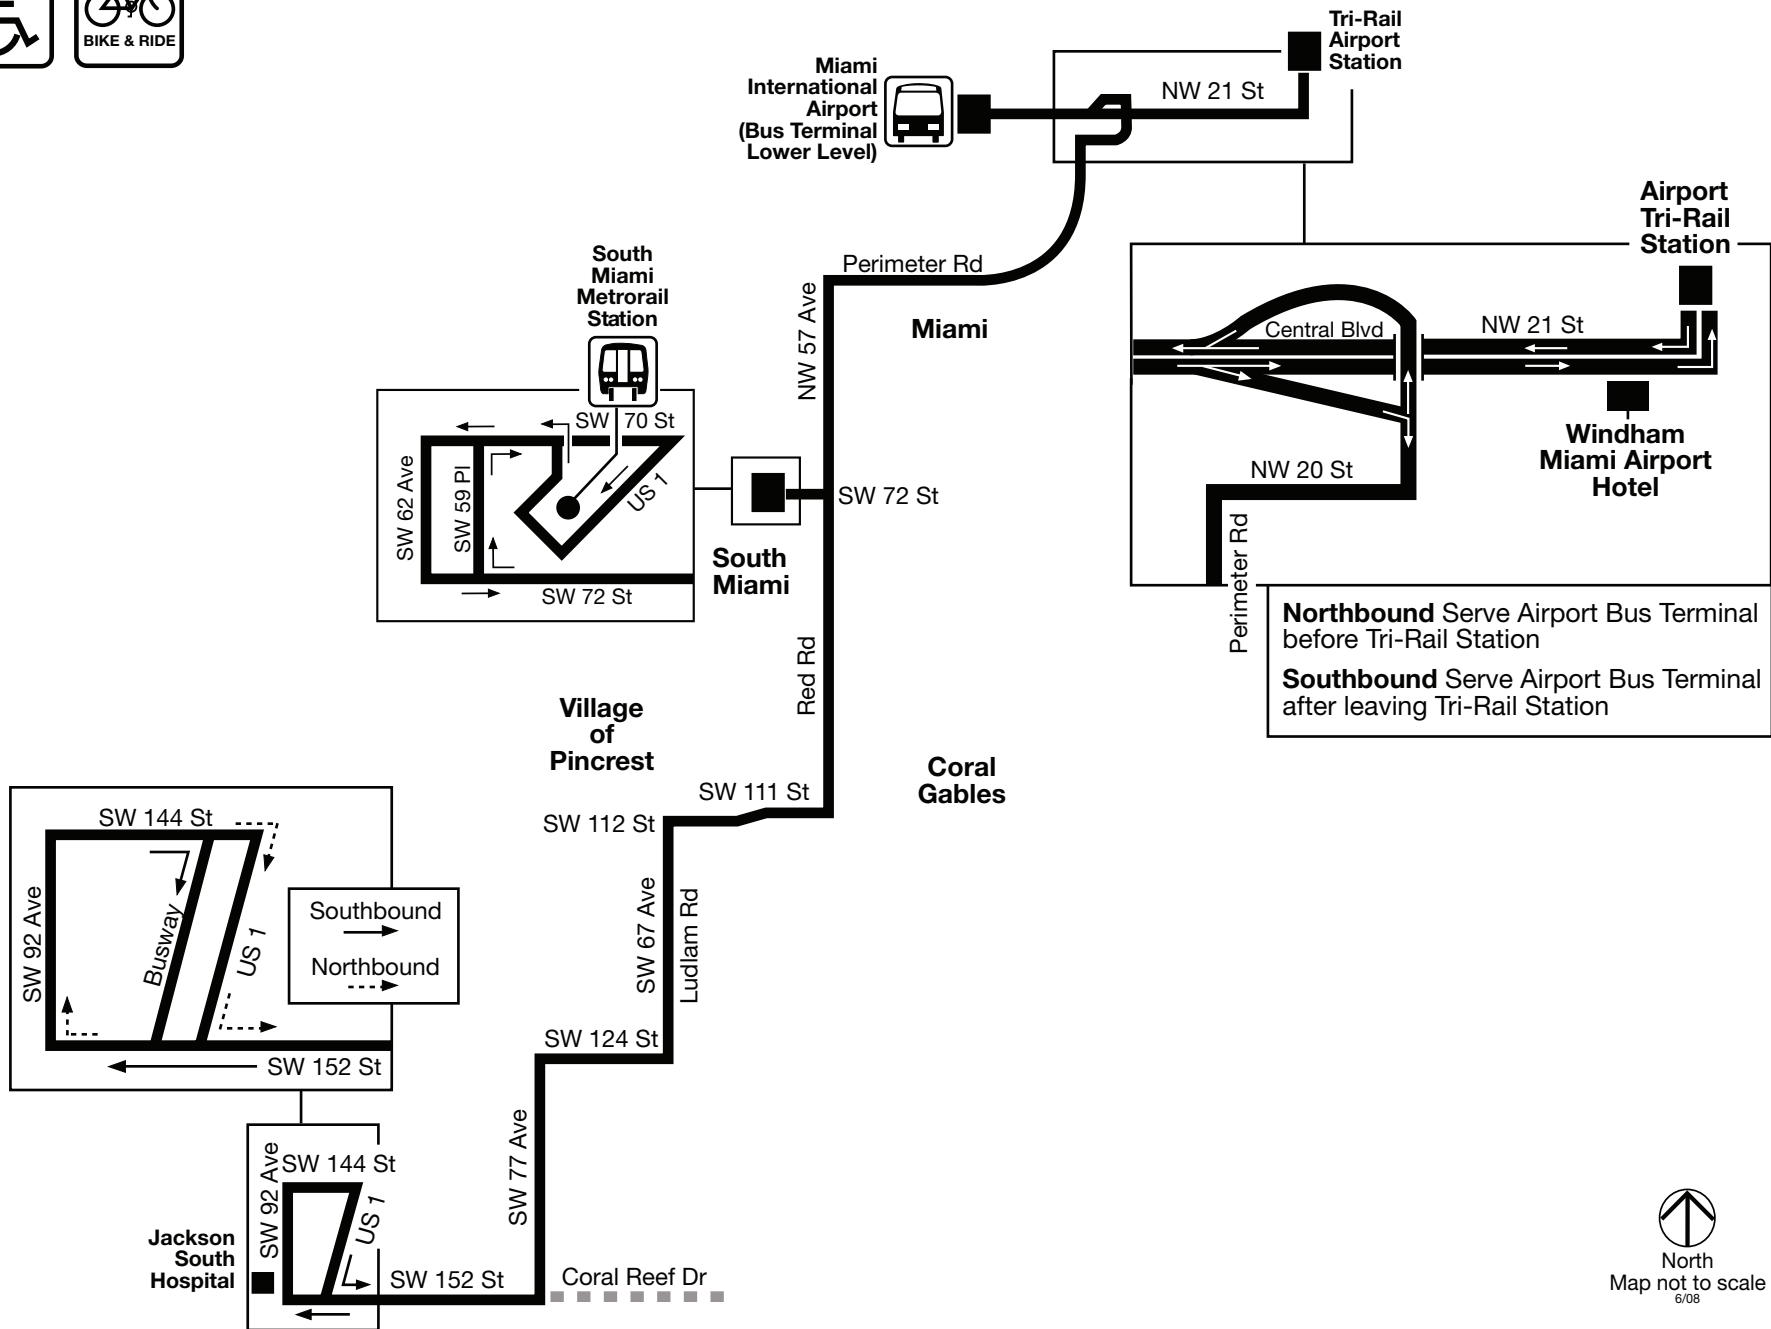 BIKE & RIDE
Tri-Rail
Airport
Station
Miami
International
Airport
(Bus Terminal
Lower Level)
NW 21 St
Airport
Tri-Rail
Station
Central Blvd
NW 21 St
Windham
Miami Airport
Hotel
NW 20 St
Perimeter Rd
Northbound Serve Airport Bus Terminal
before Tri-Rail Station
Southbound Serve Airport Bus Terminal
after leaving Tri-Rail Station
Perimeter Rd
NW 57 Ave
Miami
South
Miami
Metrorail
Station
SW 70 St
US 1
SW 62 Ave
SW 59 Pl
SW 72 St
SW 72 St
South
Miami
Red Rd
Village
of
Pincrest
Coral
Gables
SW 111 St
SW 112 St
SW 67 Ave
Ludlam Rd
SW 124 St
SW 77 Ave
SW 144 St
SW 92 Ave
Busway
US 1
Southbound
Northbound
SW 152 St
SW 144 St
SW 92 Ave
US 1
Jackson
South
Hospital
SW 152 St
Coral Reef Dr
North
Map not to scale
6/08